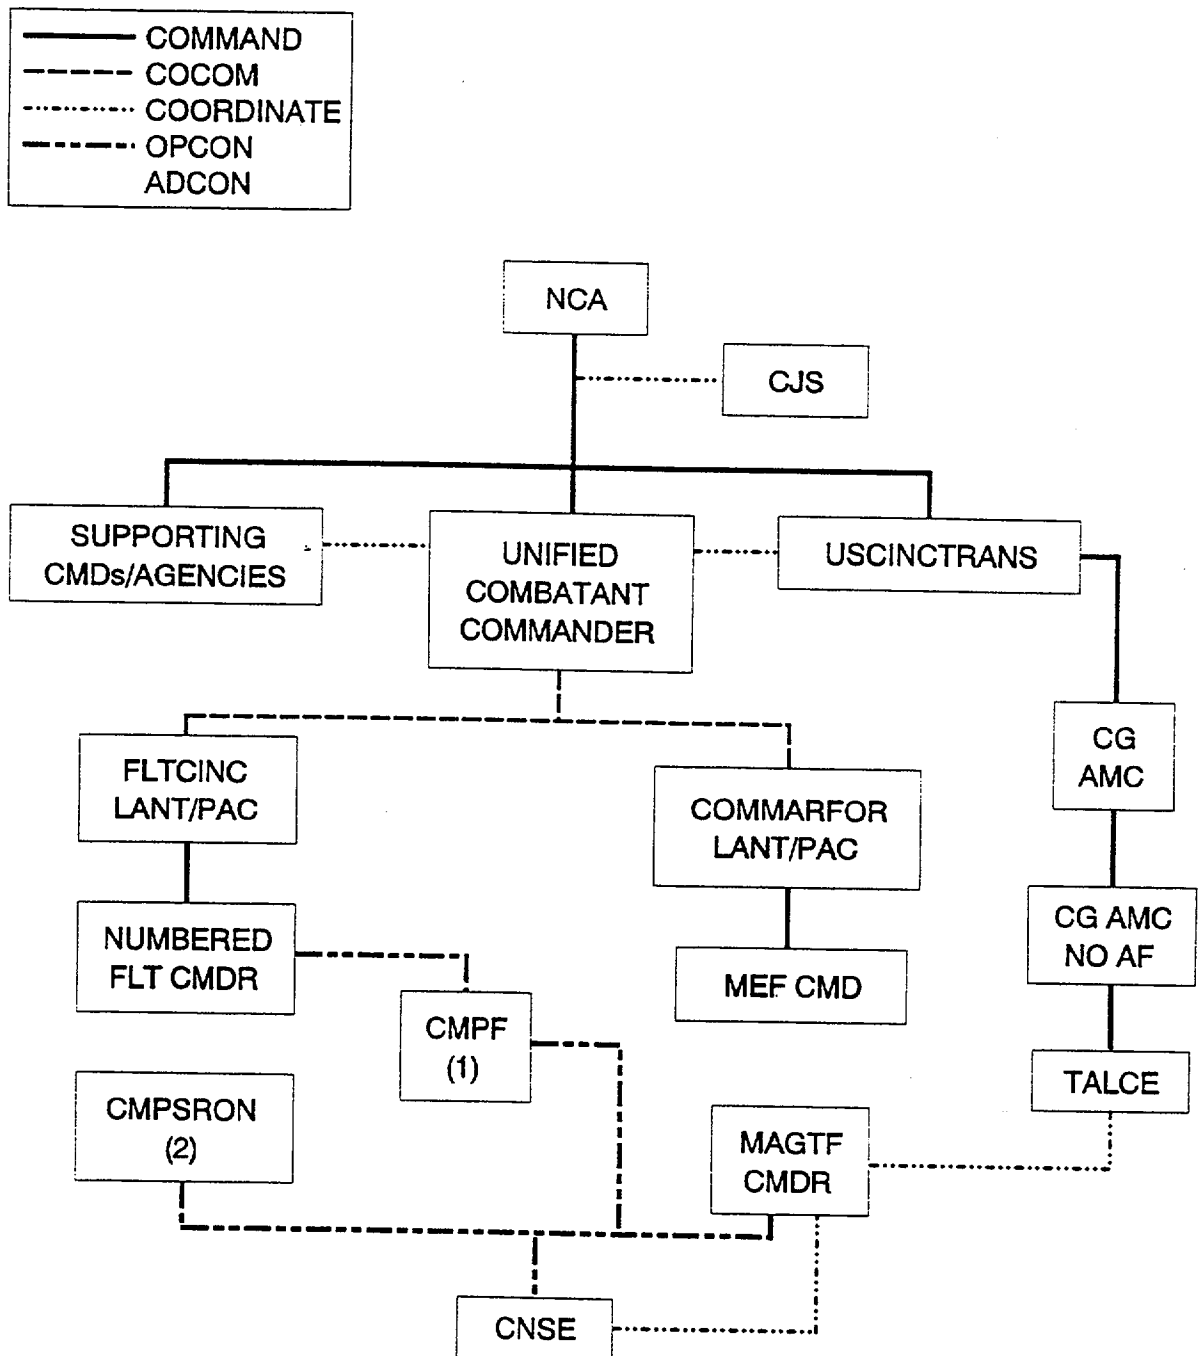 COMMAND
COCOM
COORDINATE
OPCON
ADCON
NCA
CJS
SUPPORTING
CMDs/AGENCIES
UNIFIED
COMBATANT
COMMANDER
USCINCTRANS
FLTCINC
LANT/PAC
COMMARFOR
LANT/PAC
CG
AMC
NUMBERED
FLT CMDR
MEF CMD
CG AMC
NO AF
CMPF
(1)
TALCE
CMPSRON
(2)
MAGTF
CMDR
CNSE